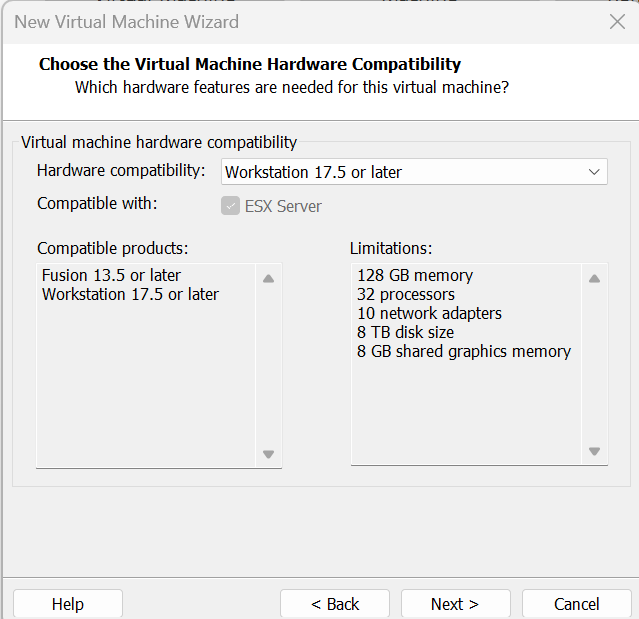 New Virtual Machine Wizard
Choose the Virtual Machine Hardware Compatibility
Which hardware features are needed for this virtual machine?
Virtual machine hardware compatibility
Hardware compatibility: Workstation 17.5 or later
Compatible with: ESX Server
Compatible products:
Fusion 13.5 or later
Workstation 17.5 or later
Limitations:
128 GB memory
32 processors
10 network adapters
8 TB disk size
8 GB shared graphics memory
Help < Back Next > Cancel